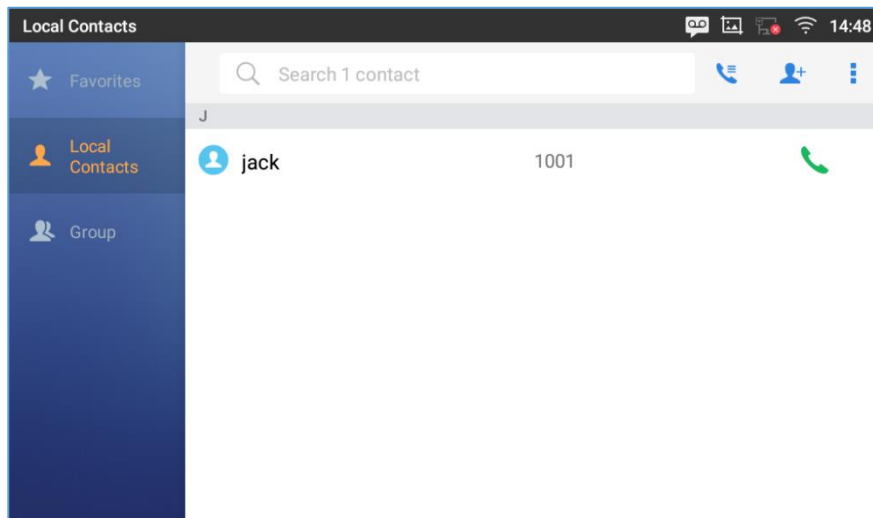 Local Contacts
14:48
Favorites
Search 1 contact
J
Local
Contacts
jack
1001
Group